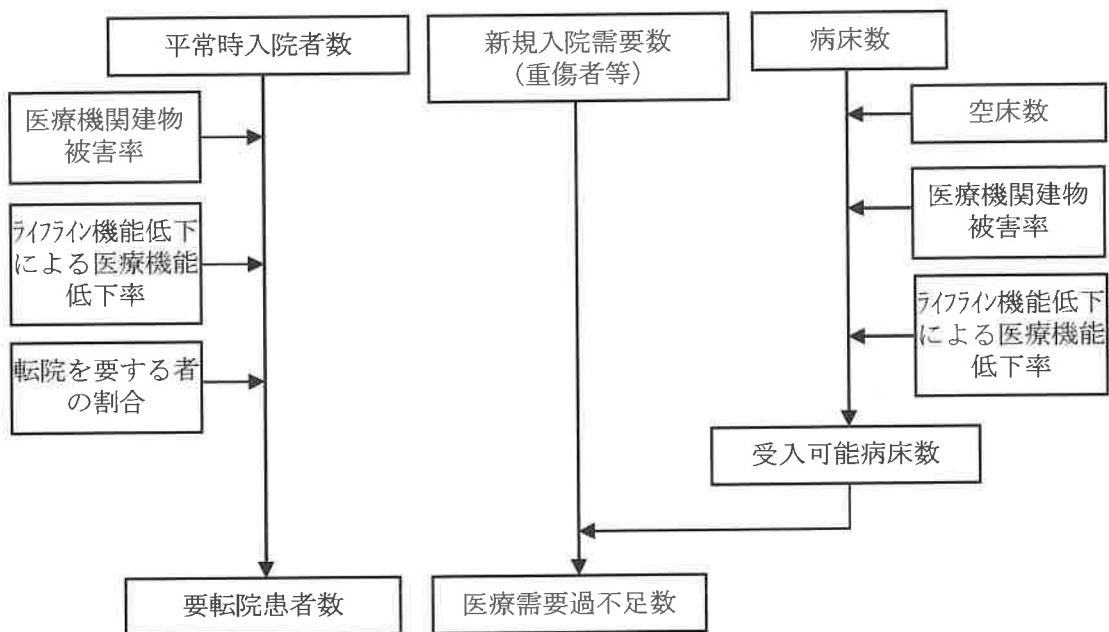 平常時入院者数
新規入院需要数
（重傷者等）
病床数
医療機関建物
被害率
ﾗｲﾌﾗｲﾝ機能低下
による医療機能
低下率
転院を要する者
の割合
空床数
医療機関建物
被害率
ﾗｲﾌﾗｲﾝ機能低下
による医療機能
低下率
受入可能病床数
要転院患者数
医療需要過不足数